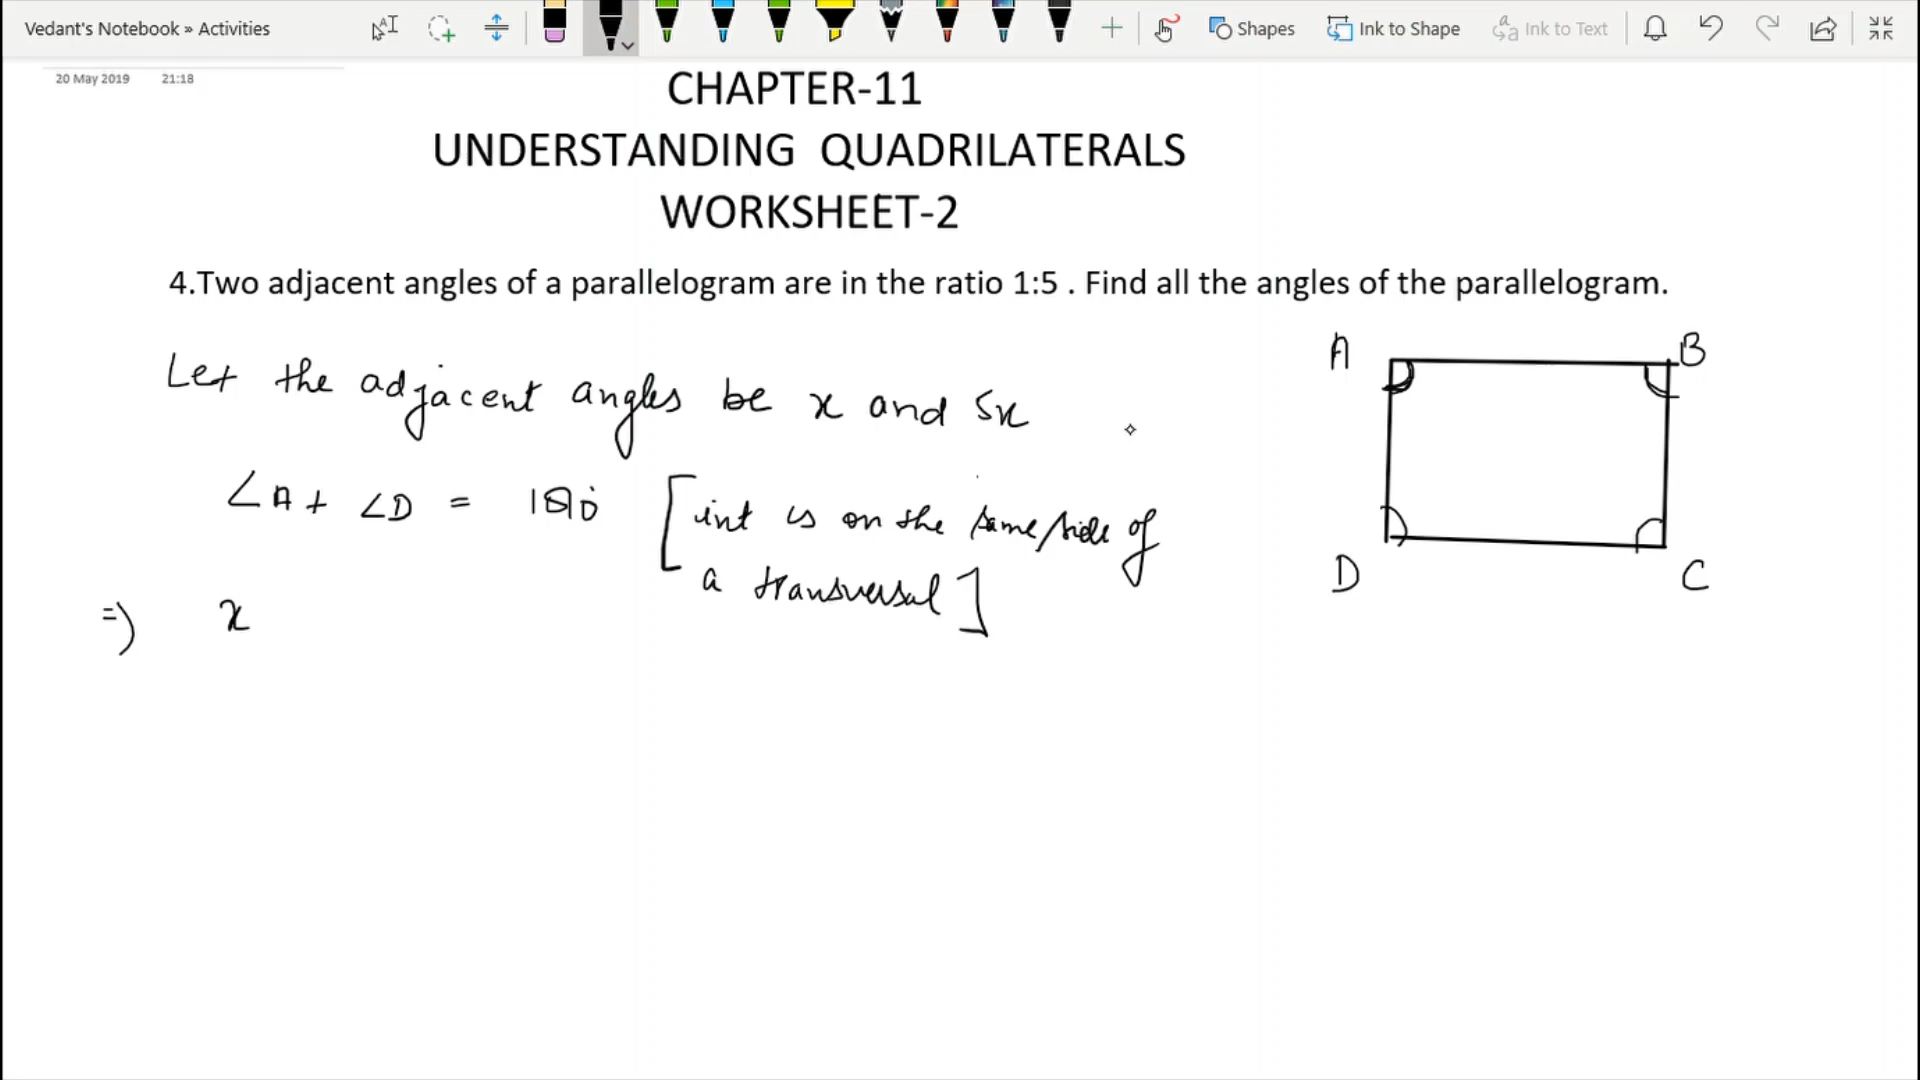 Vedant's Notebook » Activities
Shapes
Ink to Shape
Ink to Text
20 May 2019 21:18
CHAPTER-11
UNDERSTANDING QUADRILATERALS
WORKSHEET-2
4.Two adjacent angles of a parallelogram are in the ratio 1:5 . Find all the angles of the parallelogram.
A
B
Let the adjacent angles be x and 5x
∠A + ∠D = 180° [int ∠s on the same side of
a transversal]
D
C
=) x